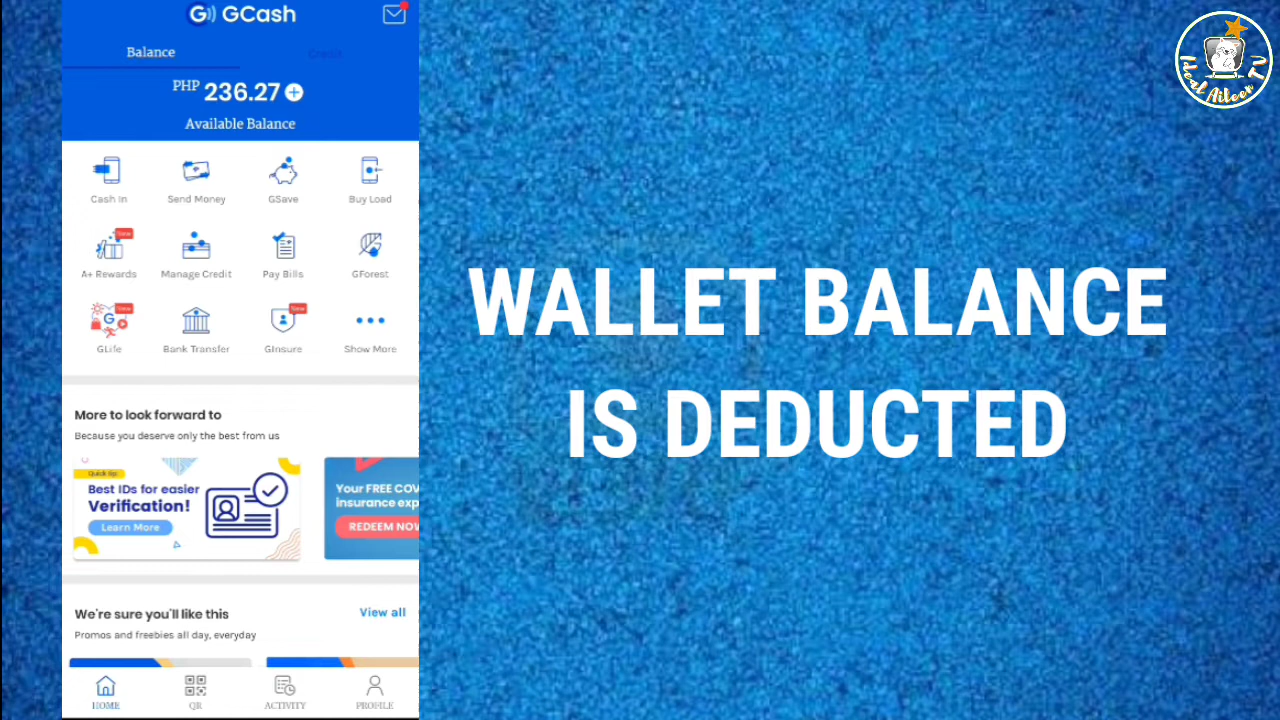 GCash
Balance
Credit
PHP 236.27
Available Balance
Cash In
Send Money
GSave
Buy Load
New
A+ Rewards
Manage Credit
Pay Bills
GForest
New
GLife
Bank Transfer
New
GInsure
Show More
More to look forward to
Because you deserve only the best from us
Quick tip:
Best IDs for easier
Verification!
Learn More
Your FREE COV
insurance exp
REDEEM NOW
We're sure you'll like this
View all
Promos and freebies all day, everyday
HOME
QR
ACTIVITY
PROFILE
WALLET BALANCE
IS DEDUCTED
Ideal Aileen TV